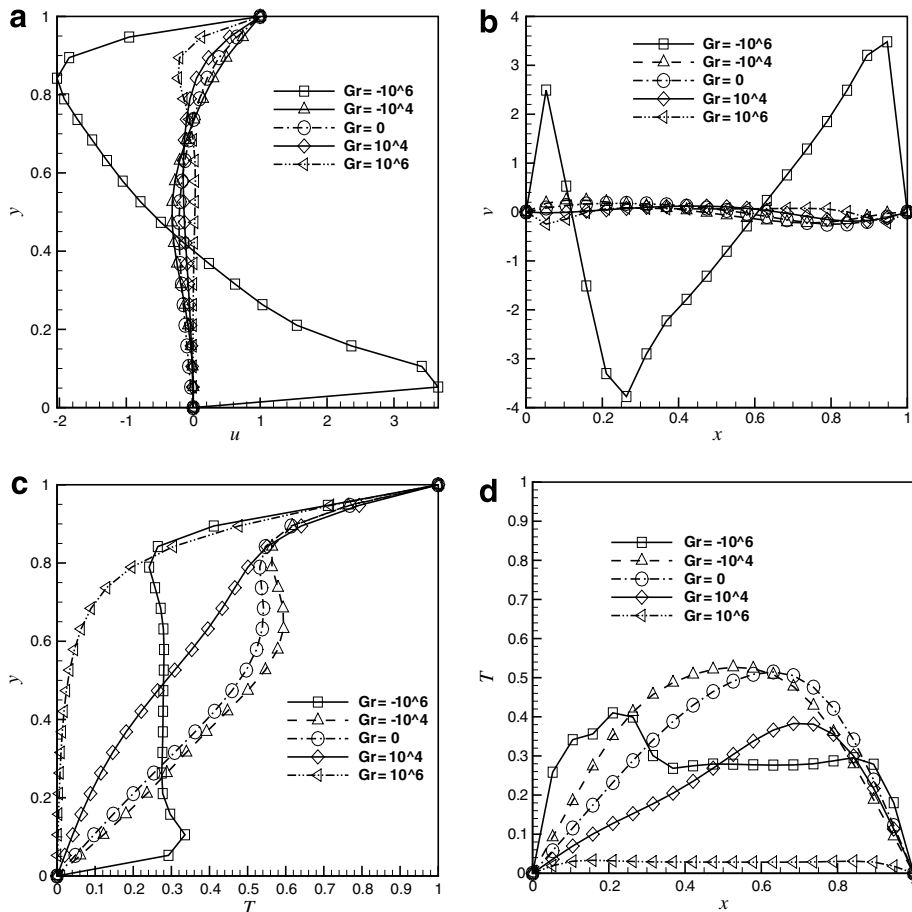 a
1
0.8
0.6
0.4
0.2
0
y
-2 -1 0 1 2 3
u
Gr= -10^6
Gr= -10^4
Gr= 0
Gr= 10^4
Gr= 10^6
b
4
3
2
1
0
-1
-2
-3
-4
v
0 0.2 0.4 0.6 0.8 1
x
Gr= -10^6
Gr= -10^4
Gr= 0
Gr= 10^4
Gr= 10^6
c
1
0.8
0.6
0.4
0.2
0
y
0 0.1 0.2 0.3 0.4 0.5 0.6 0.7 0.8 0.9 1
T
Gr= -10^6
Gr= -10^4
Gr= 0
Gr= 10^4
Gr= 10^6
d
1
0.9
0.8
0.7
0.6
0.5
0.4
0.3
0.2
0.1
0
T
0 0.2 0.4 0.6 0.8 1
x
Gr= -10^6
Gr= -10^4
Gr= 0
Gr= 10^4
Gr= 10^6